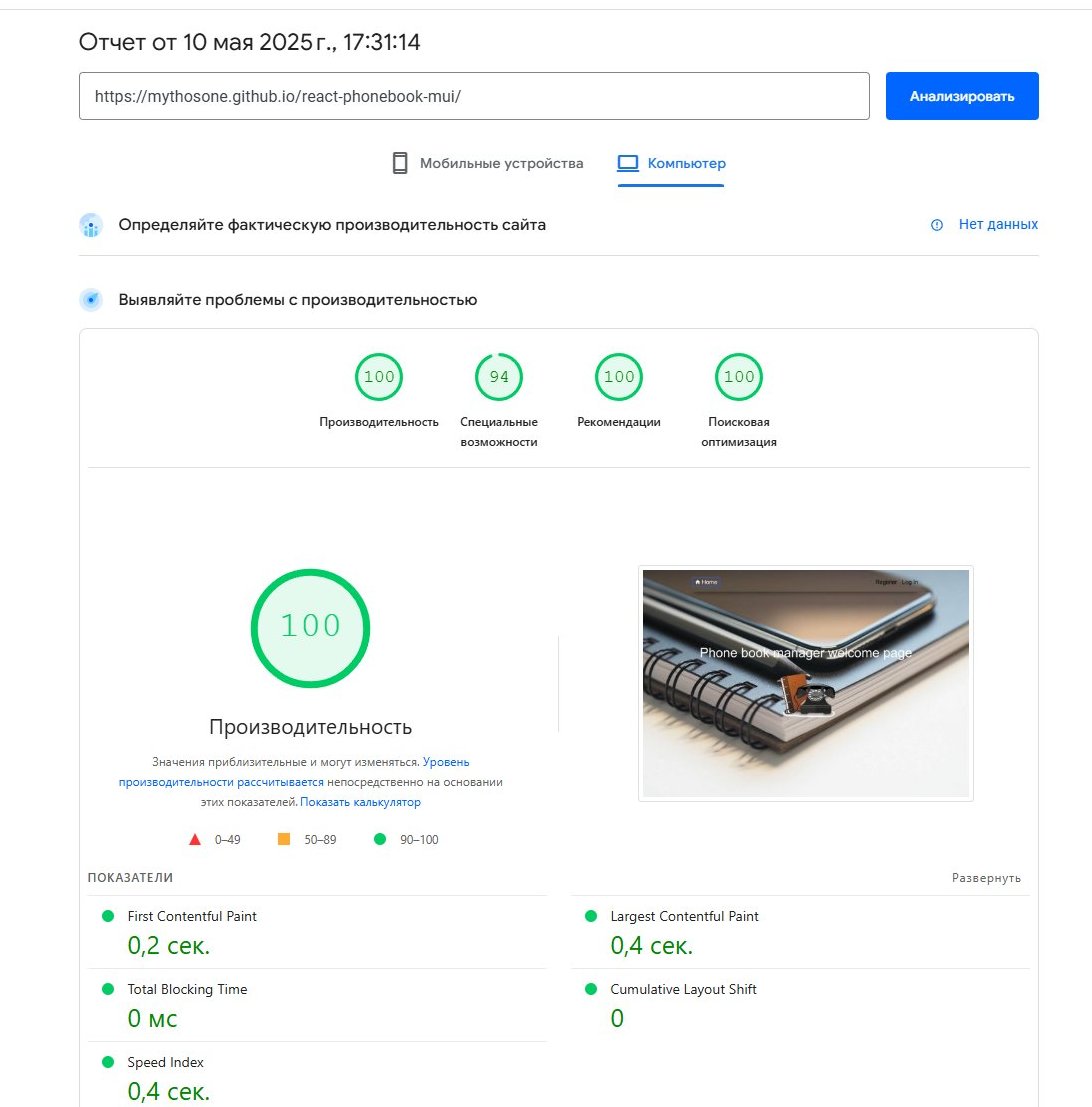 Отчет от 10 мая 2025 г., 17:31:14
https://mythosone.github.io/react-phonebook-mui/
Анализировать
Мобильные устройства
Компьютер
Определяйте фактическую производительность сайта
Нет данных
Выявляйте проблемы с производительностью
100
94
100
100
Производительность
Специальные возможности
Рекомендации
Поисковая оптимизация
100
Home
Register
Log In
Phone book manager welcome page
Производительность
Значения приблизительные и могут изменяться. Уровень
производительности рассчитывается непосредственно на основании
этих показателей. Показать калькулятор
0–49
50–89
90–100
ПОКАЗАТЕЛИ
Развернуть
First Contentful Paint
0,2 сек.
Largest Contentful Paint
0,4 сек.
Total Blocking Time
0 мс
Cumulative Layout Shift
0
Speed Index
0,4 сек.